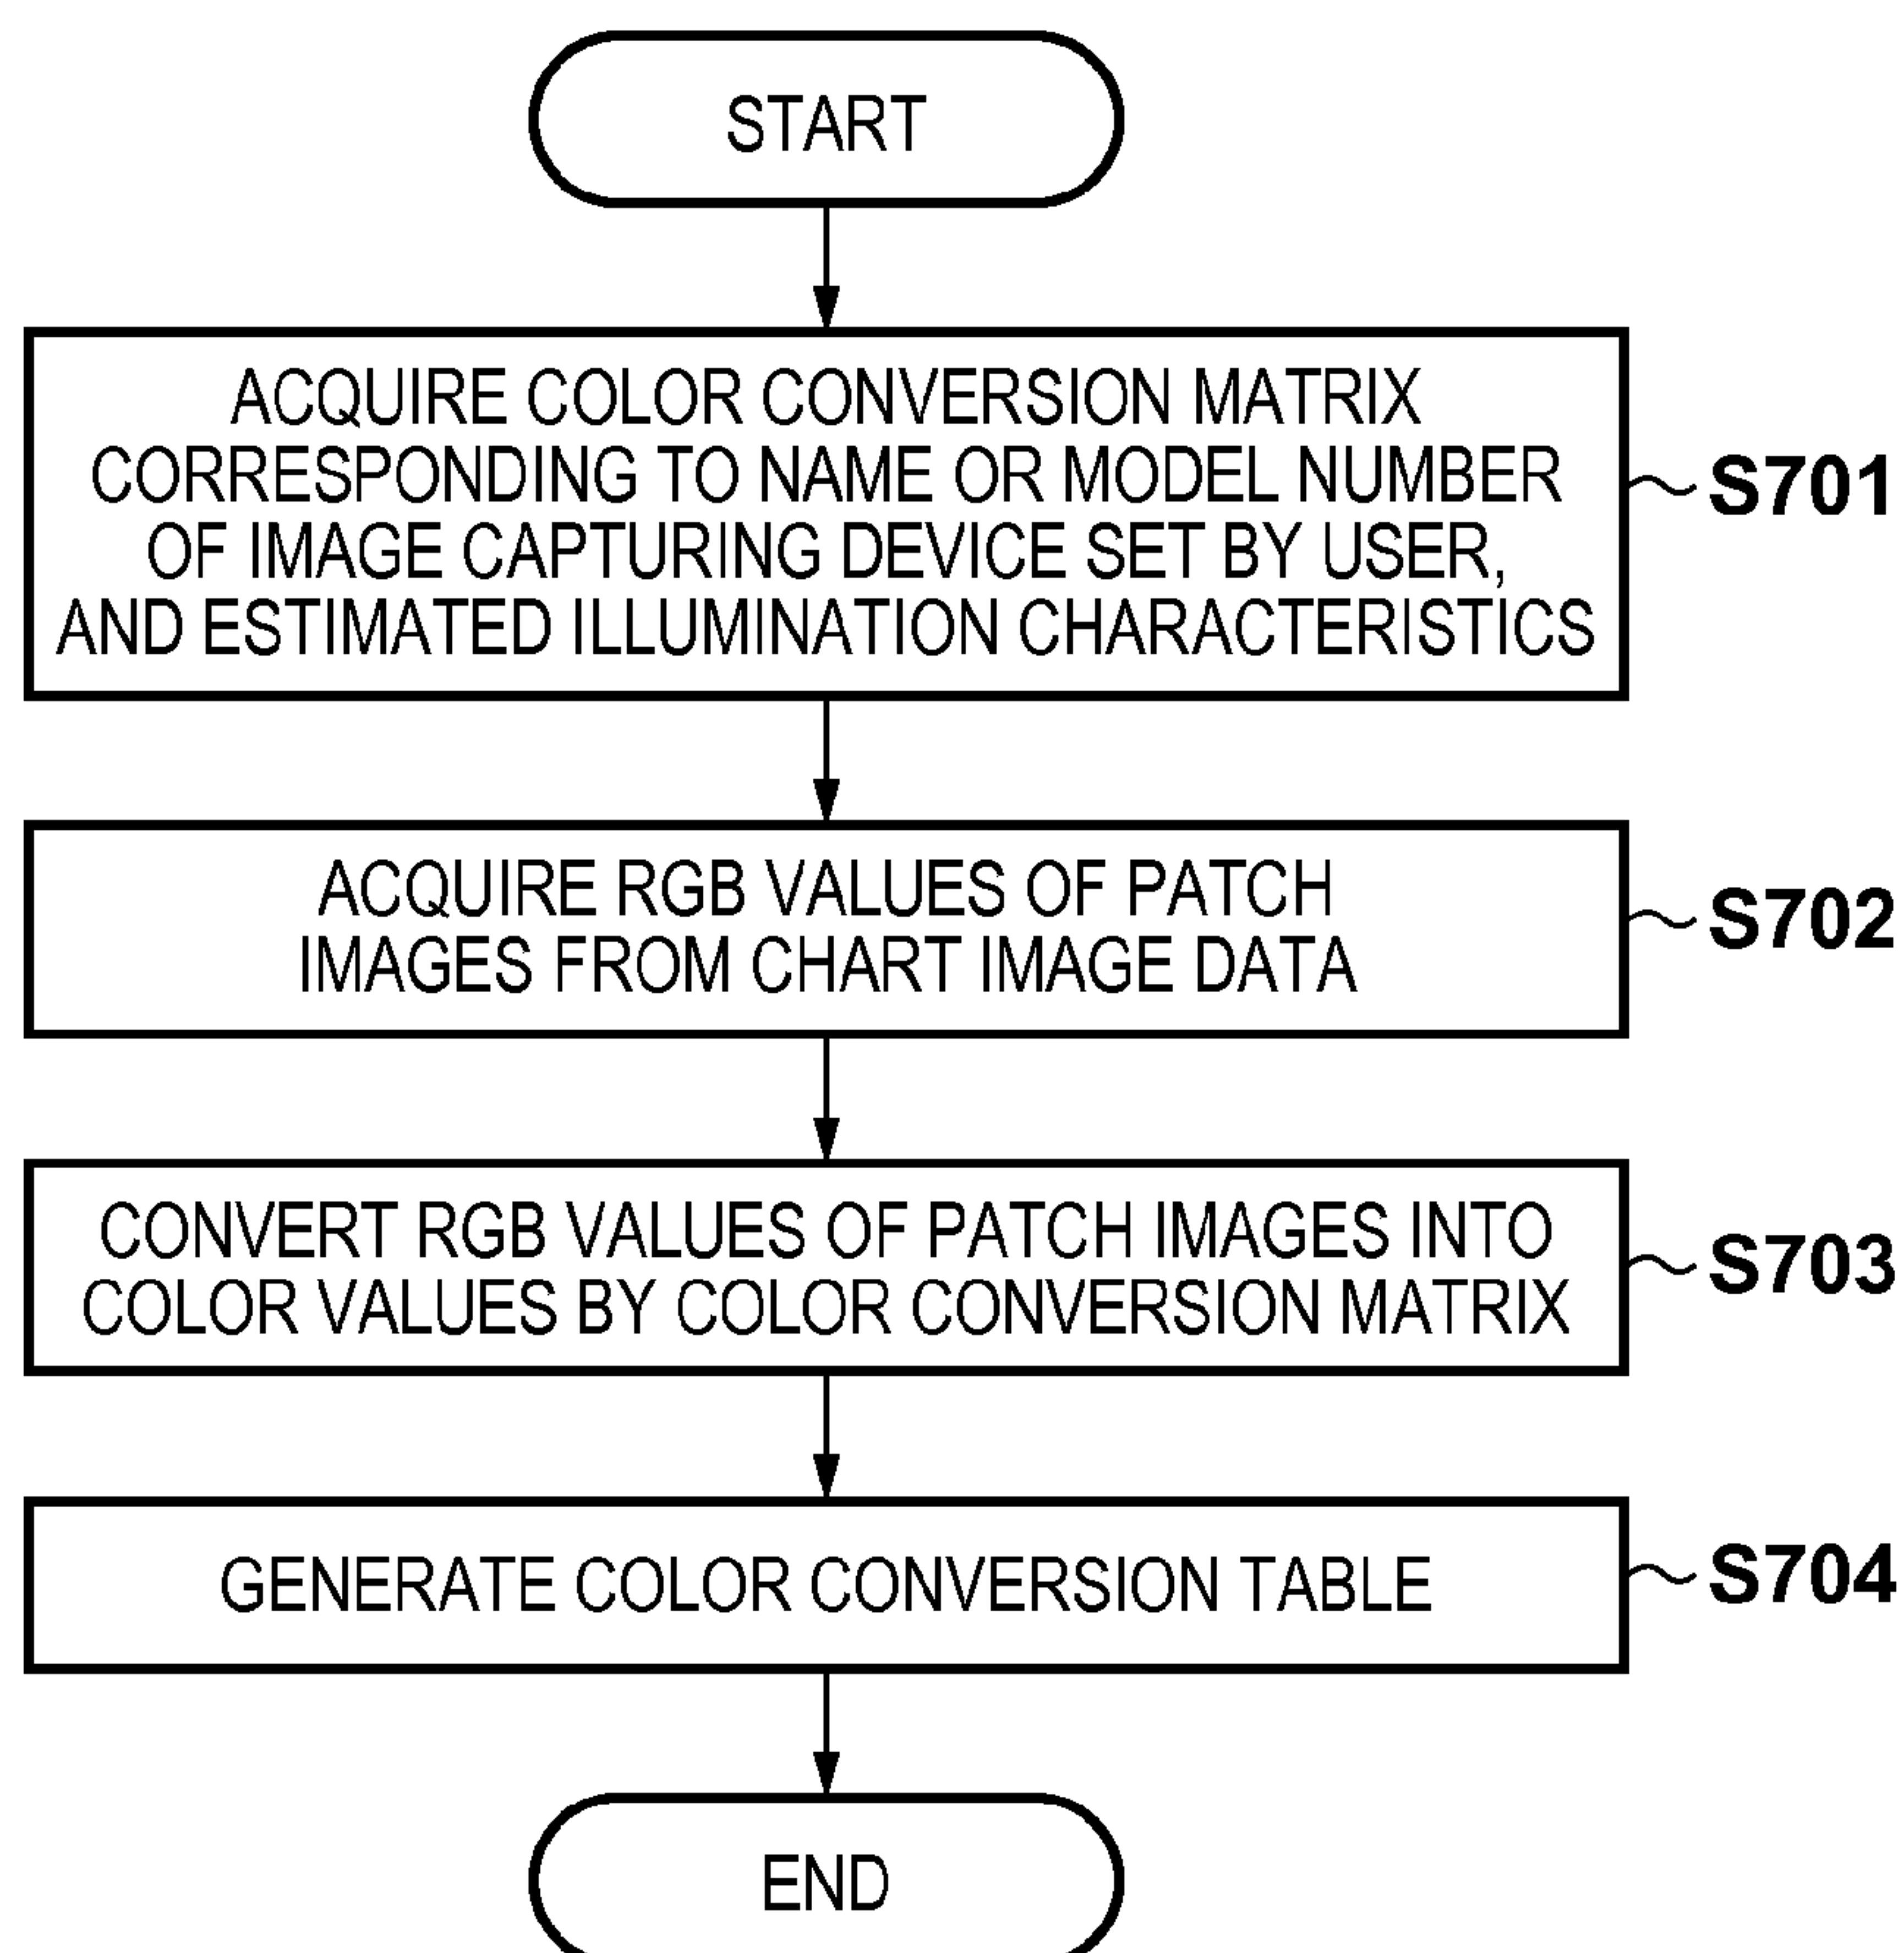 START
ACQUIRE COLOR CONVERSION MATRIX
CORRESPONDING TO NAME OR MODEL NUMBER
OF IMAGE CAPTURING DEVICE SET BY USER,
AND ESTIMATED ILLUMINATION CHARACTERISTICS
S701
ACQUIRE RGB VALUES OF PATCH
IMAGES FROM CHART IMAGE DATA
S702
CONVERT RGB VALUES OF PATCH IMAGES INTO
COLOR VALUES BY COLOR CONVERSION MATRIX
S703
GENERATE COLOR CONVERSION TABLE
S704
END